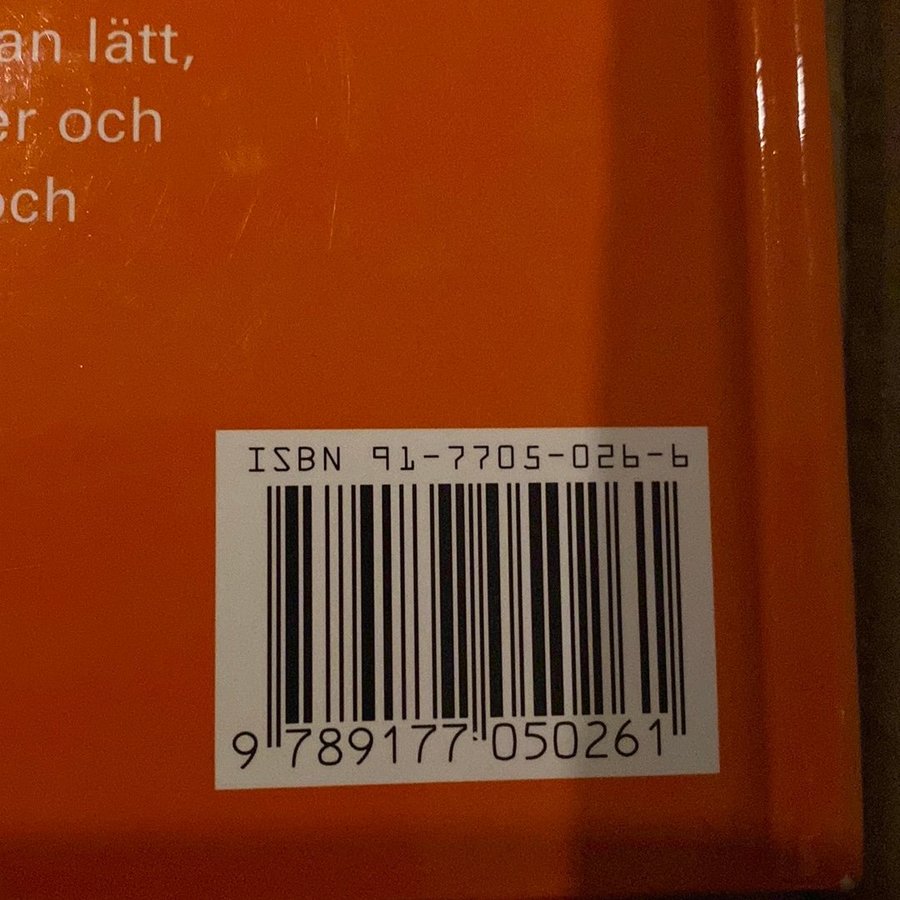 an lätt,
er och
och
ISBN 91-7705-026-6
9 789177 050261